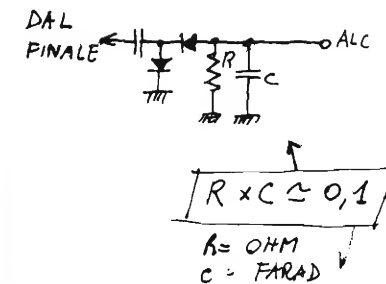 DAL
FINALE
ALC
R
C
R x C ≃ 0,1
R = OHM
C = FARAD